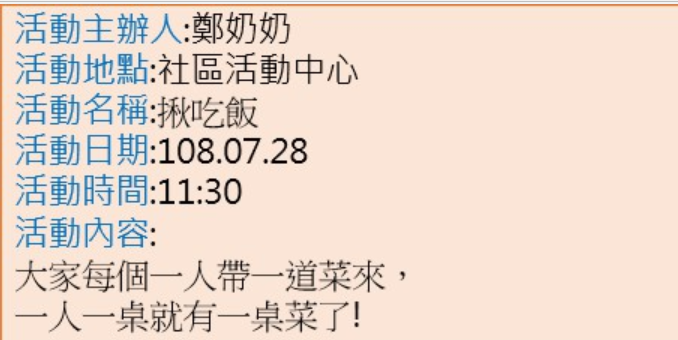 活動主辦人:鄭奶奶
活動地點:社區活動中心
活動名稱:揪吃飯
活動日期:108.07.28
活動時間:11:30
活動內容:
大家每個一人帶一道菜來，
一人一桌就有一桌菜了!